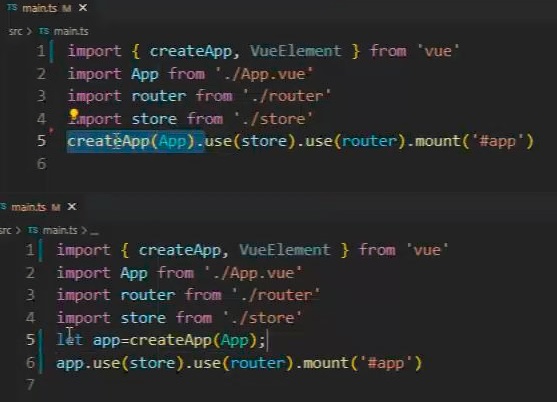 TS main.ts M X
src > TS main.ts
1 import { createApp, VueElement } from 'vue'
2 import App from './App.vue'
3 import router from './router'
4 import store from './store'
5 createApp(App).use(store).use(router).mount('#app')
6
TS main.ts M X
src > TS main.ts > ...
1 import { createApp, VueElement } from 'vue'
2 import App from './App.vue'
3 import router from './router'
4 import store from './store'
5 let app=createApp(App);
6 app.use(store).use(router).mount('#app')
7